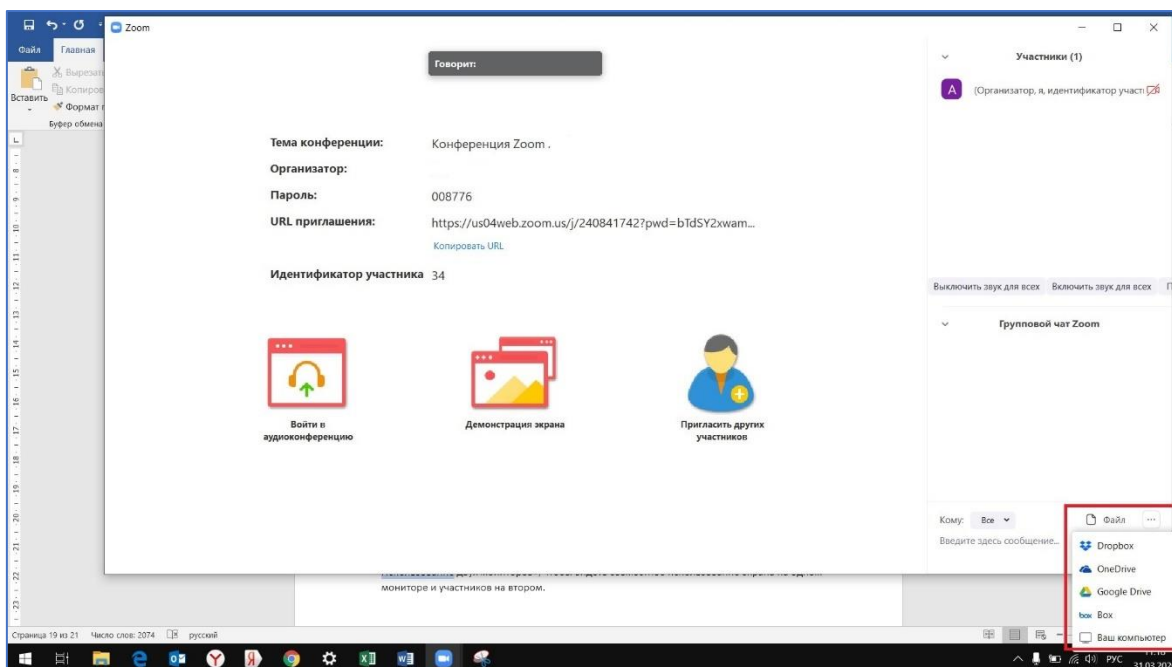 Zoom
Файл
Главная
Вырезать
Вставить
Буфер обмена
Говорит:
Тема конференции:
Конференция Zoom .
Организатор:
Пароль:
008776
URL приглашения:
https://us04web.zoom.us/j/240841742?pwd=bTdSY2xwam...
Копировать URL
Идентификатор участника 34
Войти в
аудиоконференцию
Демонстрация экрана
Пригласить других
участников
Участники (1)
A
(Организатор, я, идентификатор участ
Выключить звук для всех Включить звук для всех П
Групповой чат Zoom
Кому: Все
Файл
Введите здесь сообщение...
Dropbox
OneDrive
Google Drive
box Box
Ваш компьютер
мониторе и участников на втором.
Страница 19 из 21 Число слов: 2074 русский
РУС